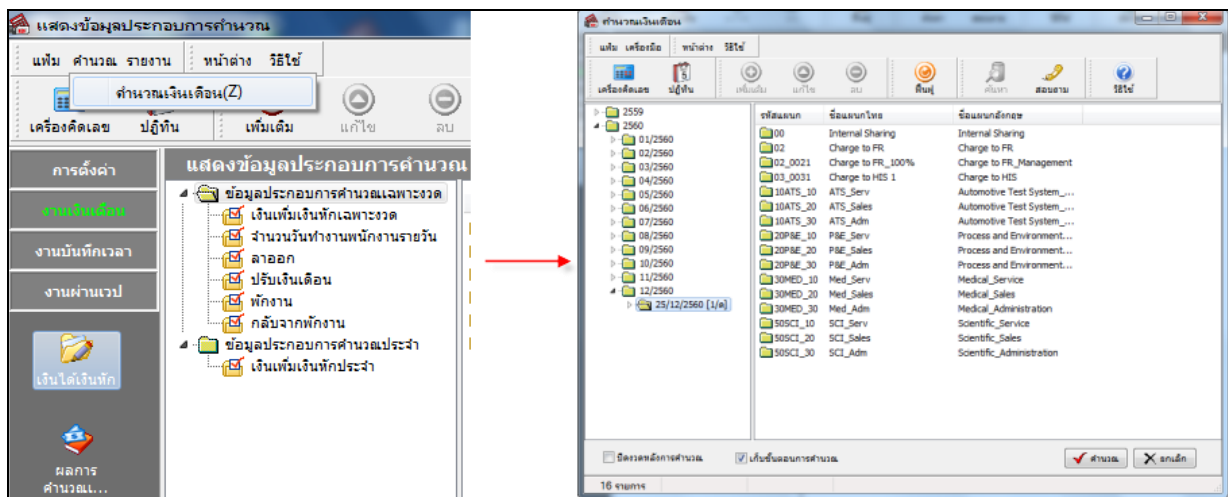 แสดงข้อมูลประกอบการคำนวณ
แฟ้ม คำนวณ รายงาน หน้าต่าง วิธีใช้
คำนวณเงินเดือน(Z)
เครื่องคิดเลข ปฏิทิน เพิ่มเติม แก้ไข ลบ
การตั้งค่า
งานเงินเดือน
งานบันทึกเวลา
งานผ่านเวป
เงินได้เงินหัก
ผลการ
คำนวณเ...
แสดงข้อมูลประกอบการคำนวณ
ข้อมูลประกอบการคำนวณเฉพาะงวด
เงินเพิ่มเงินหักเฉพาะงวด
จำนวนวันทำงานพนักงานรายวัน
ลาออก
ปรับเงินเดือน
พักงาน
กลับจากพักงาน
ข้อมูลประกอบการคำนวณประจำ
เงินเพิ่มเงินหักประจำ
คำนวณเงินเดือน
แฟ้ม เครื่องมือ หน้าต่าง วิธีใช้
เครื่องคิดเลข ปฏิทิน เพิ่มเติม แก้ไข ลบ ฟื้นฟู ค้นหา สอบถาม วิธีใช้
2559
2560
01/2560
02/2560
03/2560
04/2560
05/2560
06/2560
07/2560
08/2560
09/2560
10/2560
11/2560
12/2560
25/12/2560 [1/ด]
รหัสแผนก ชื่อแผนกไทย ชื่อแผนกอังกฤษ
00 Internal Sharing Internal Sharing
02 Charge to FR Charge to FR
02_0021 Charge to FR_100% Charge to FR_Management
03_0031 Charge to HIS 1 Charge to HIS
10ATS_10 ATS_Serv Automotive Test System_...
10ATS_20 ATS_Sales Automotive Test System_...
10ATS_30 ATS_Adm Automotive Test System_...
20P&E_10 P&E_Serv Process and Environment...
20P&E_20 P&E_Sales Process and Environment...
20P&E_30 P&E_Adm Process and Environment...
30MED_10 Med_Serv Medical_Service
30MED_20 Med_Sales Medical_Sales
30MED_30 Med_Adm Medical_Administration
50SCI_10 SCI_Serv Scientific_Service
50SCI_20 SCI_Sales Scientific_Sales
50SCI_30 SCI_Adm Scientific_Administration
ปิดงวดหลังการคำนวณ เก็บขั้นตอนการคำนวณ คำนวณ ยกเลิก
16 รายการ